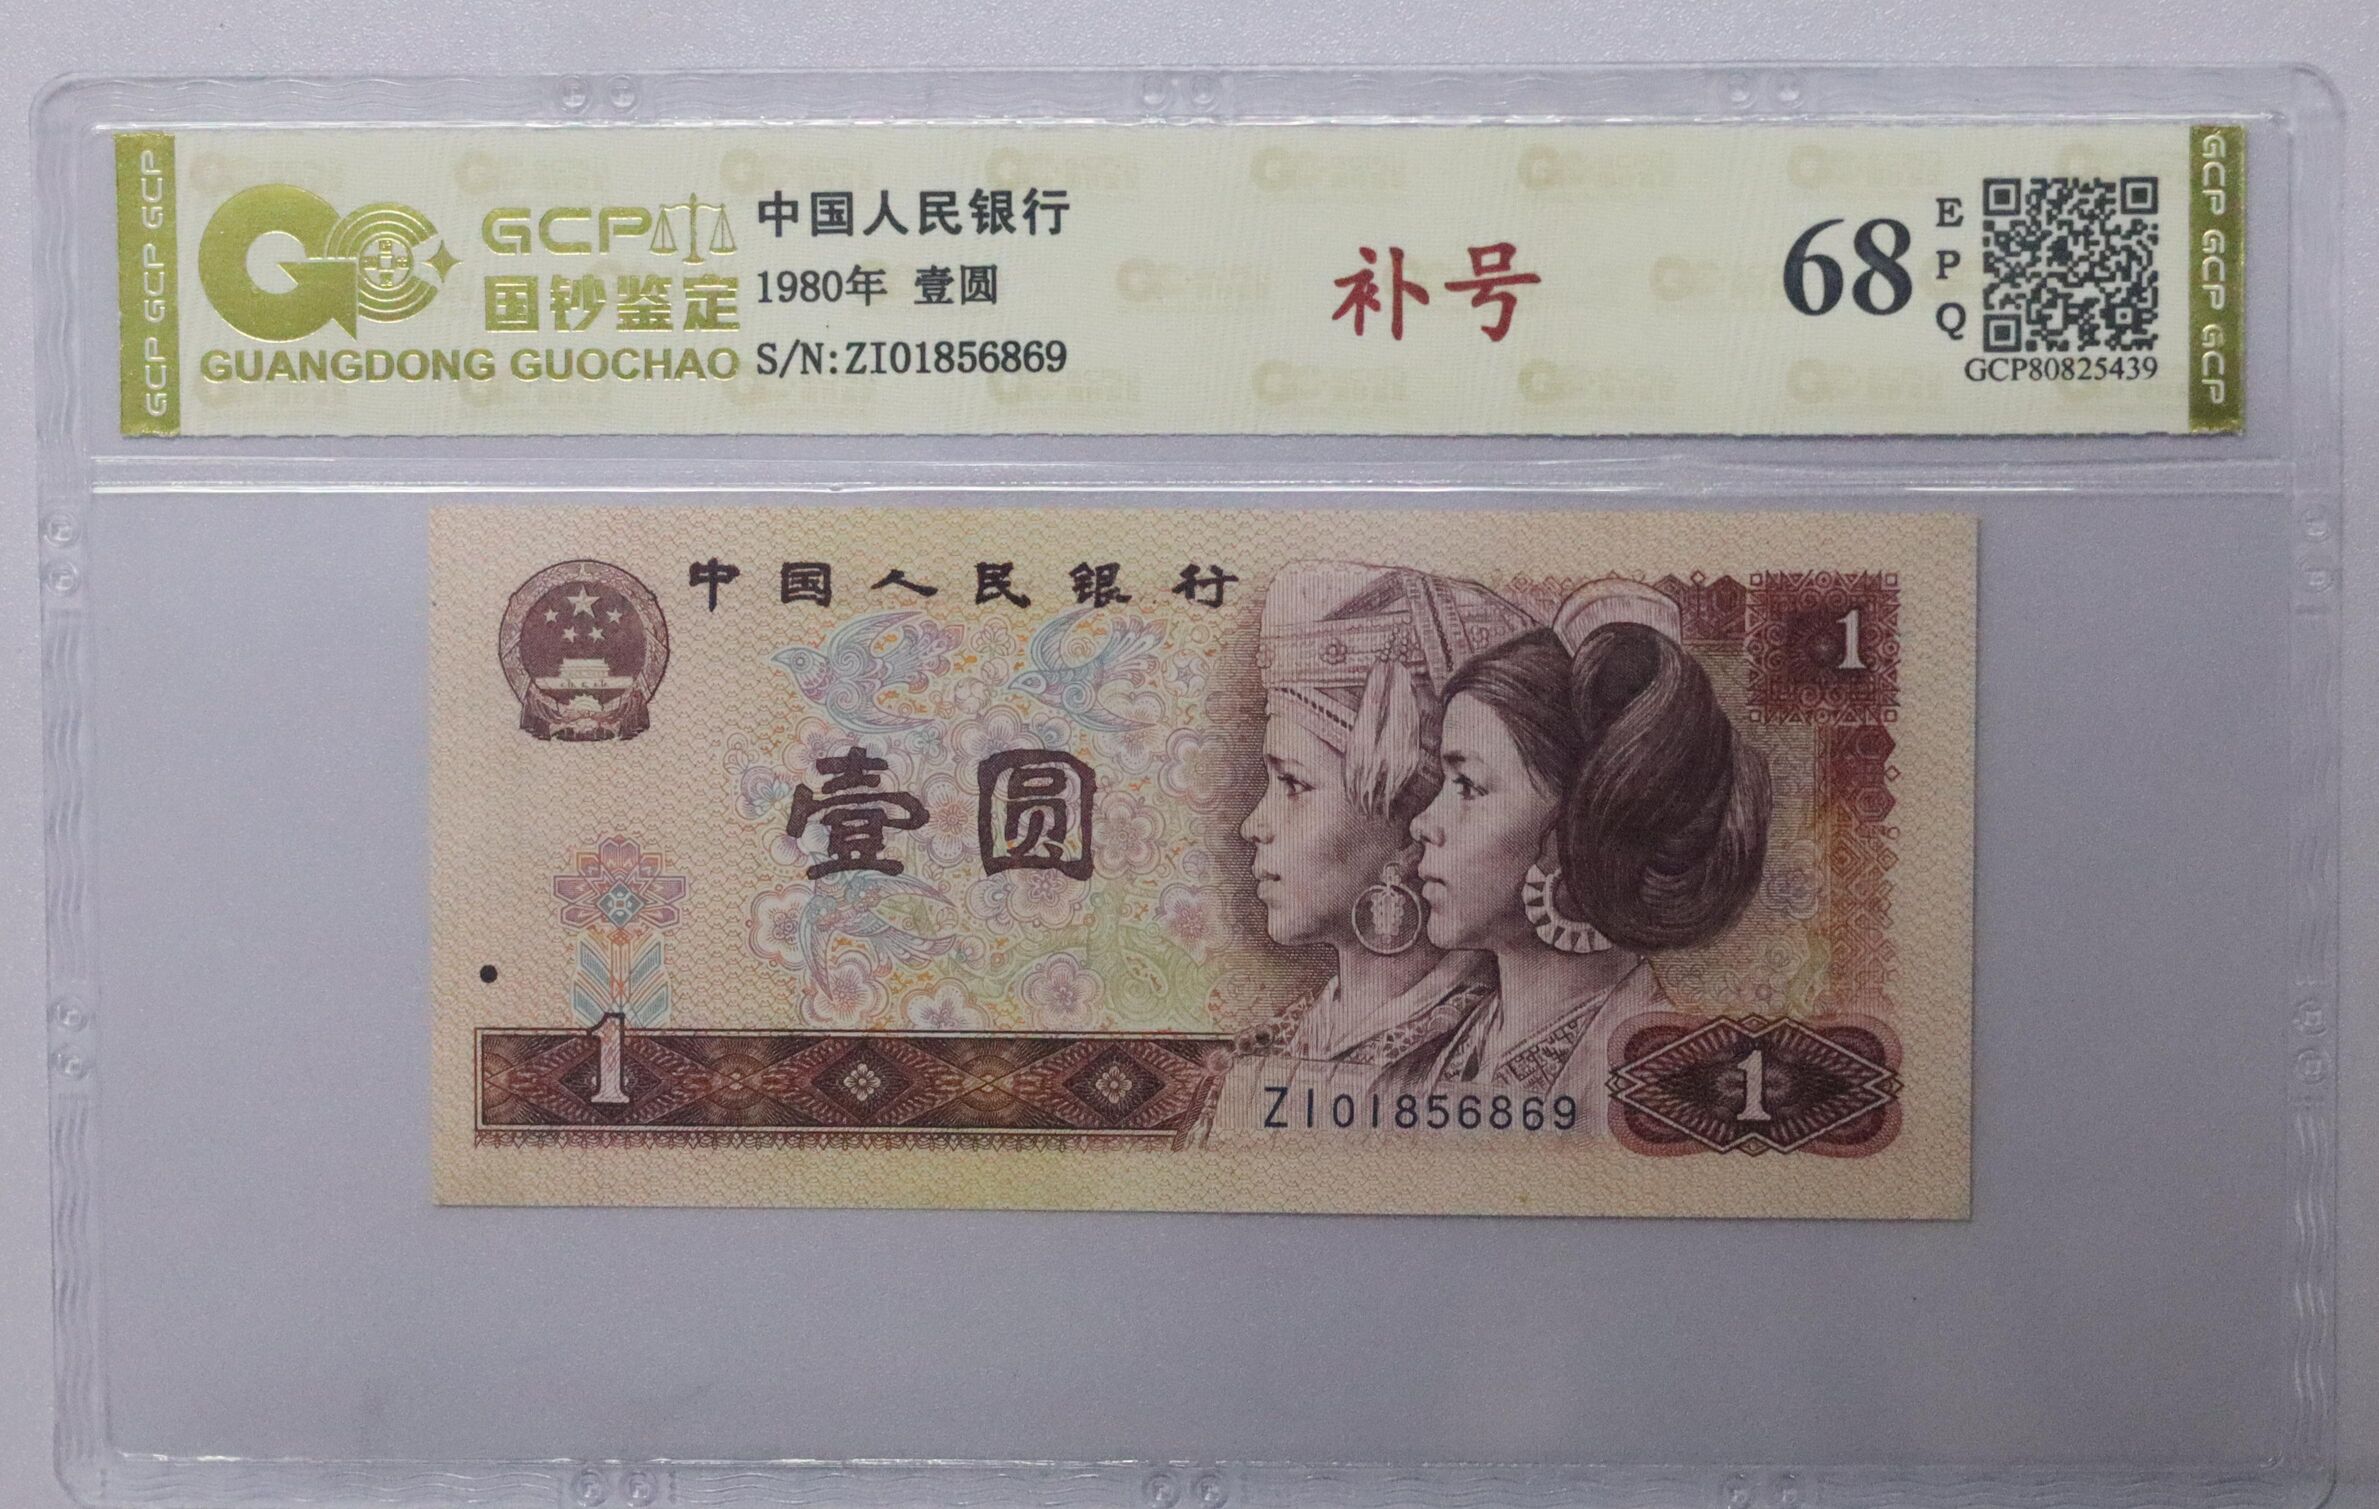 GCP GCP GCP
GCP
国钞鉴定
GUANGDONG GUOCHAO
中国人民银行
1980年 壹圆
S/N:ZI01856869
补号
68
EPQ
GCP80825439
GCP GCP GCP
中国人民银行
1
壹圆
1
ZI01856869
1